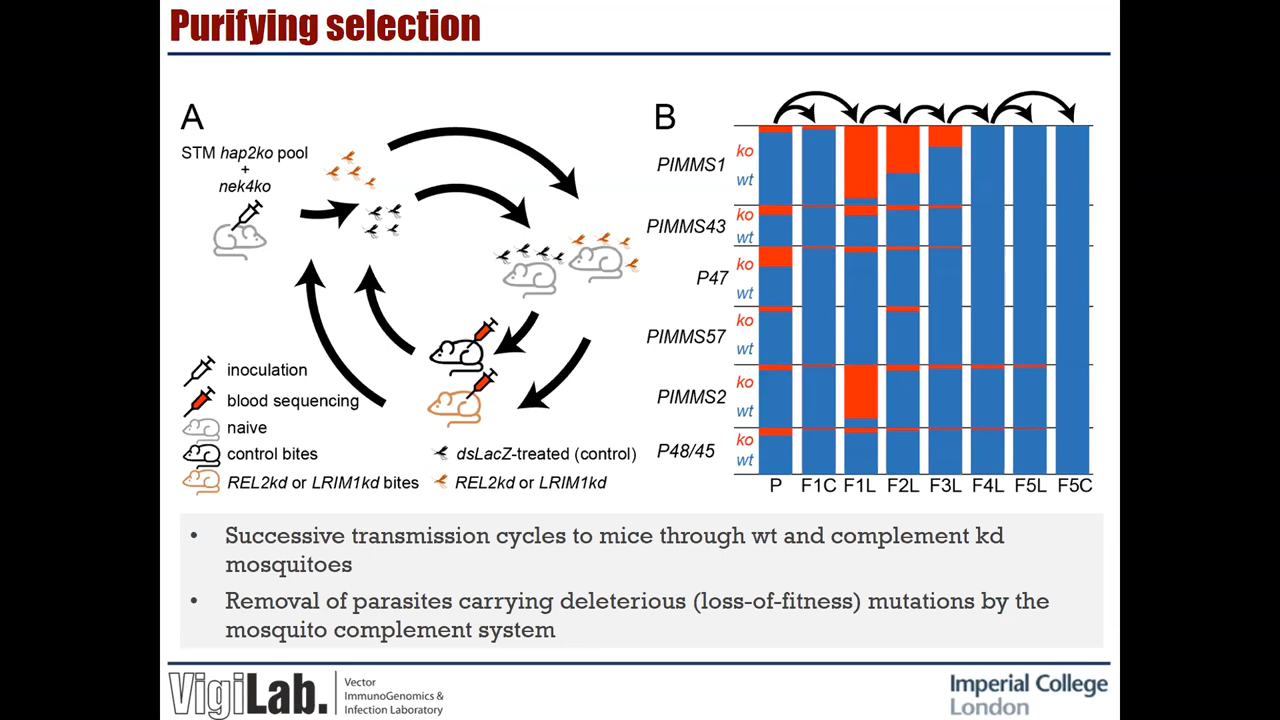 Purifying selection
A
STM hap2ko pool
+
nek4ko
inoculation
blood sequencing
naive
control bites
REL2kd or LRIM1kd bites
dsLacZ-treated (control)
REL2kd or LRIM1kd
B
PIMMS1
ko
wt
PIMMS43
ko
wt
P47
ko
wt
PIMMS57
ko
wt
PIMMS2
ko
wt
P48/45
ko
wt
P F1C F1L F2L F3L F4L F5L F5C
• Successive transmission cycles to mice through wt and complement kd
mosquitoes
• Removal of parasites carrying deleterious (loss-of-fitness) mutations by the
mosquito complement system
VigiLab.
Vector
ImmunoGenomics &
Infection Laboratory
Imperial College
London